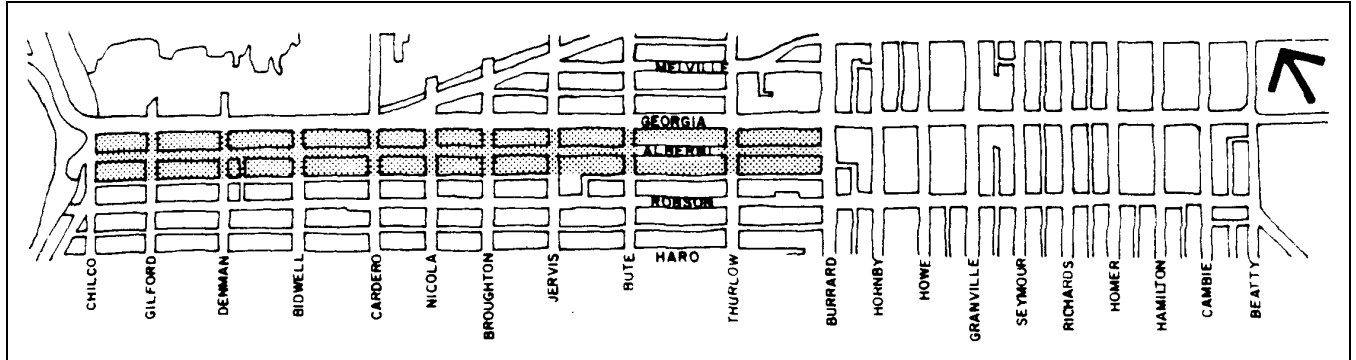 MELVILLE
GEORGIA
ALBERNI
ROBSON
HARO
CHILCO
GILFORD
DENMAN
BIDWELL
CARDERO
NICOLA
BROUGHTON
JERVIS
BUTE
THURLOW
BURRARD
HORNBY
HOWE
GRANVILLE
SEYMOUR
RICHARDS
HOMER
HAMILTON
CAMBIE
BEATTY